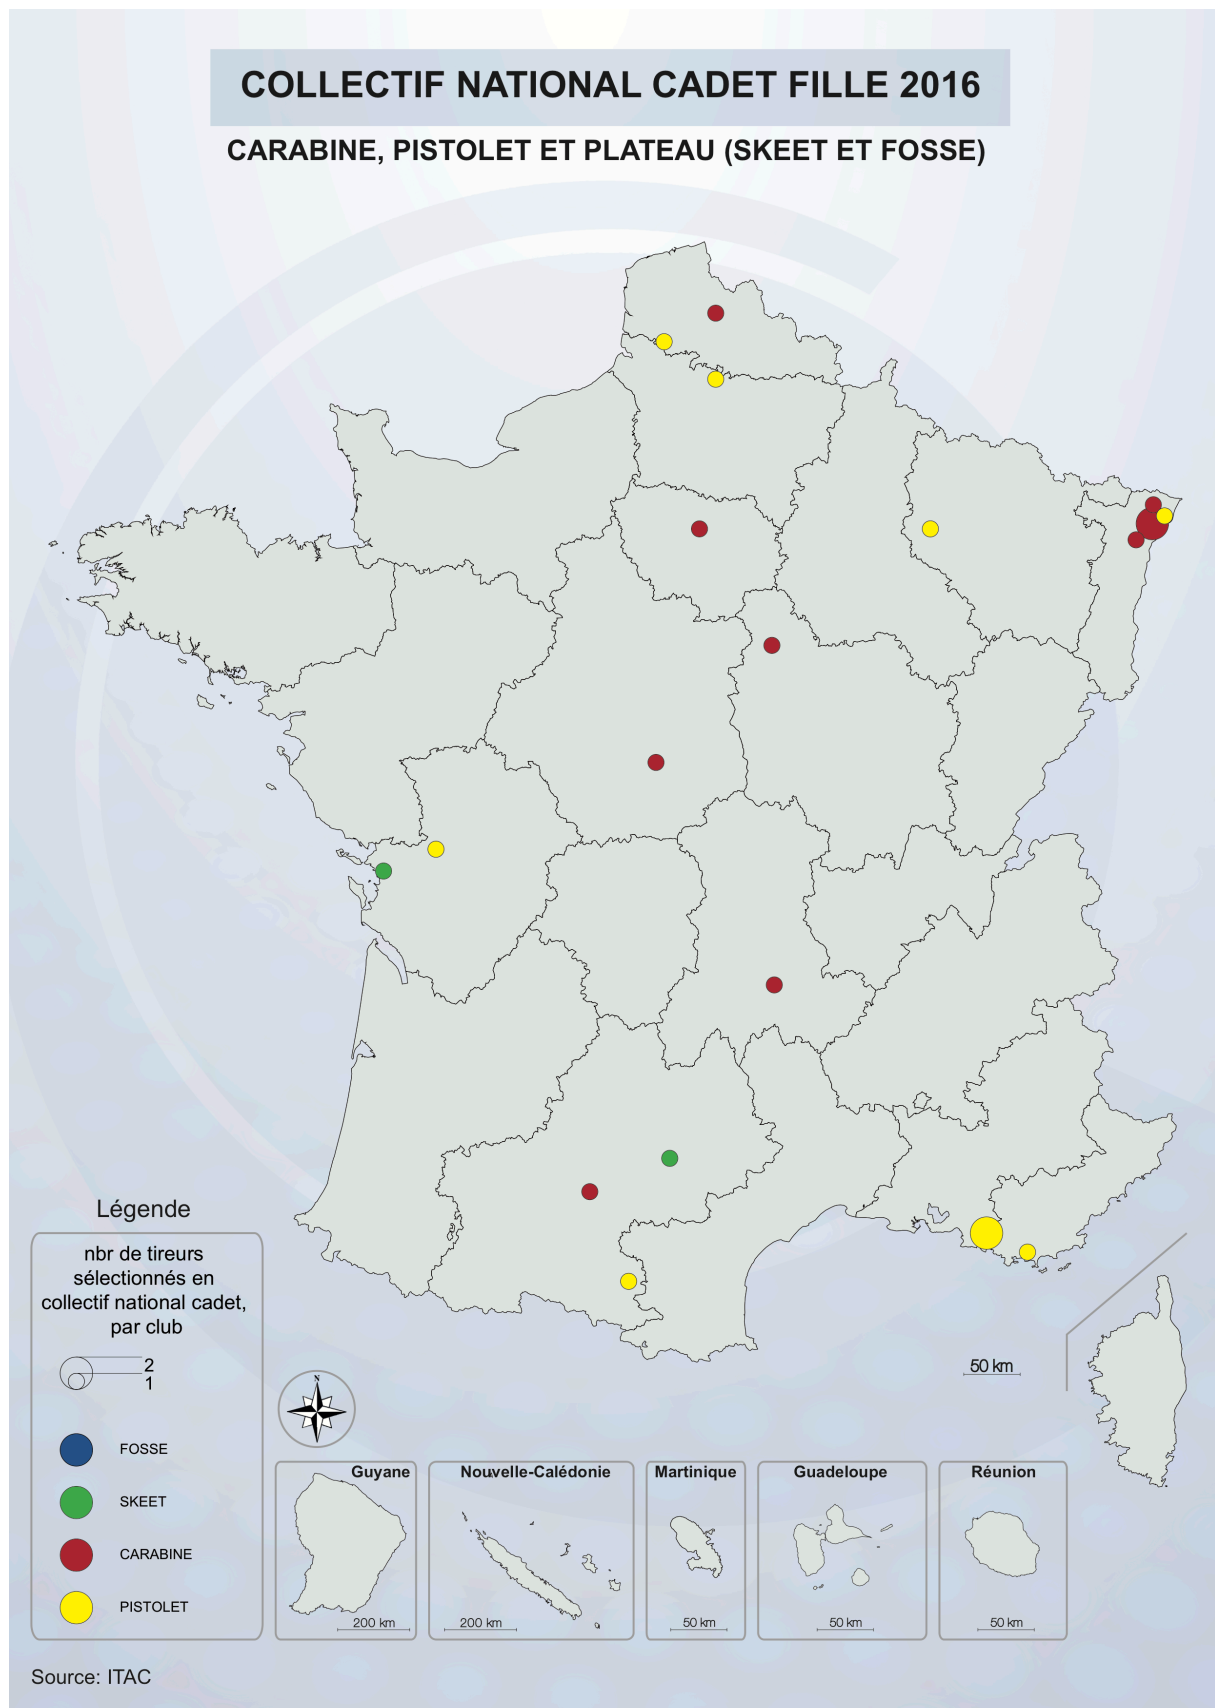 COLLECTIF NATIONAL CADET FILLE 2016
CARABINE, PISTOLET ET PLATEAU (SKEET ET FOSSE)
Légende
nbr de tireurs
sélectionnés en
collectif national cadet,
par club
2
1
FOSSE
SKEET
CARABINE
PISTOLET
N
50 km
Guyane
200 km
Nouvelle-Calédonie
200 km
Martinique
50 km
Guadeloupe
50 km
Réunion
50 km
Source: ITAC